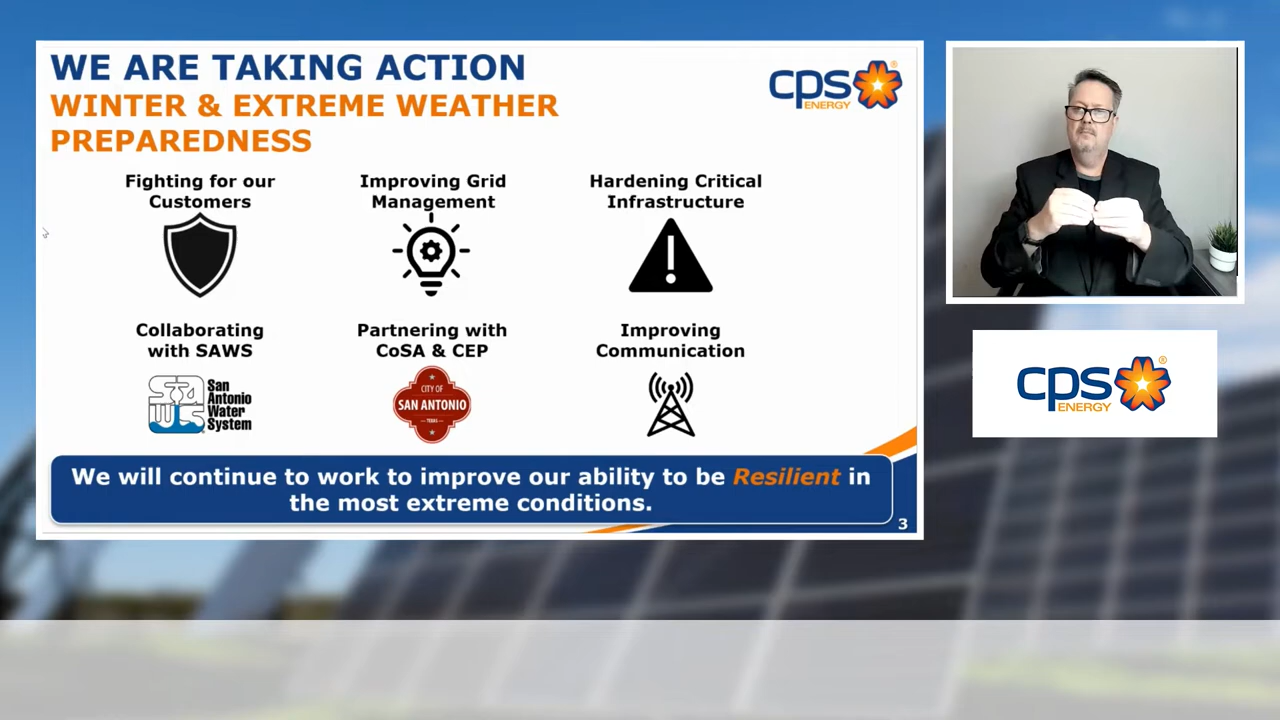 WE ARE TAKING ACTION
WINTER & EXTREME WEATHER
PREPAREDNESS
cps
ENERGY
®
Fighting for our
Customers
Improving Grid
Management
Hardening Critical
Infrastructure
Collaborating
with SAWS
San
Antonio
Water
System
Partnering with
CoSA & CEP
CITY OF
SAN ANTONIO
TEXAS
Improving
Communication
We will continue to work to improve our ability to be Resilient in
the most extreme conditions.
3
cps
ENERGY
®